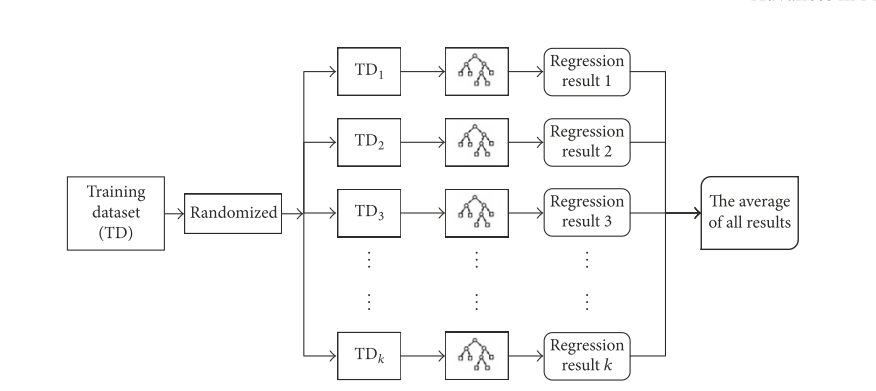 Training
dataset
(TD)
Randomized
TD1
Regression
result 1
TD2
Regression
result 2
TD3
Regression
result 3
TDk
Regression
result k
The average
of all results